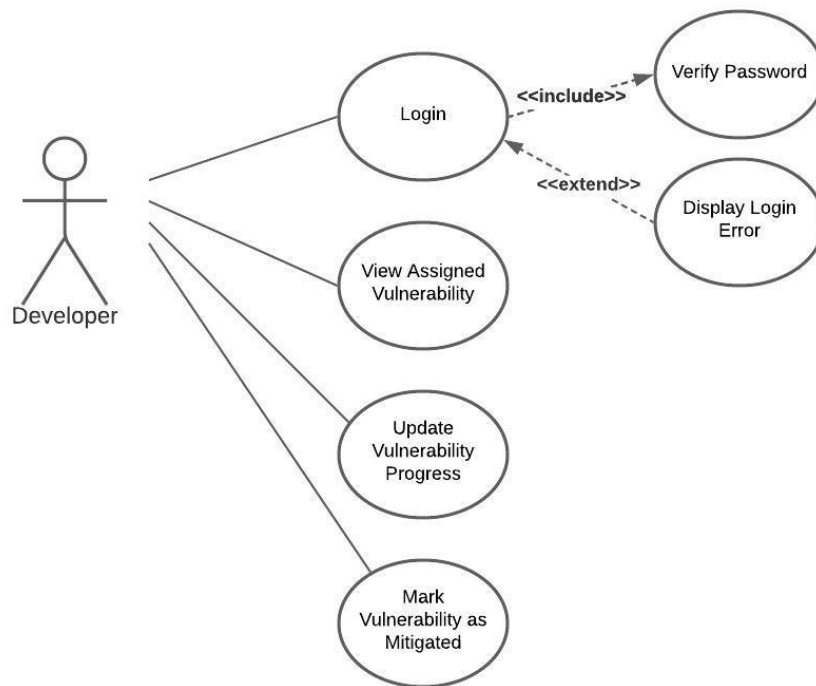 Login
<<include>>
Verify Password
<<extend>>
Display Login
Error
Developer
View Assigned
Vulnerability
Update
Vulnerability
Progress
Mark
Vulnerability as
Mitigated